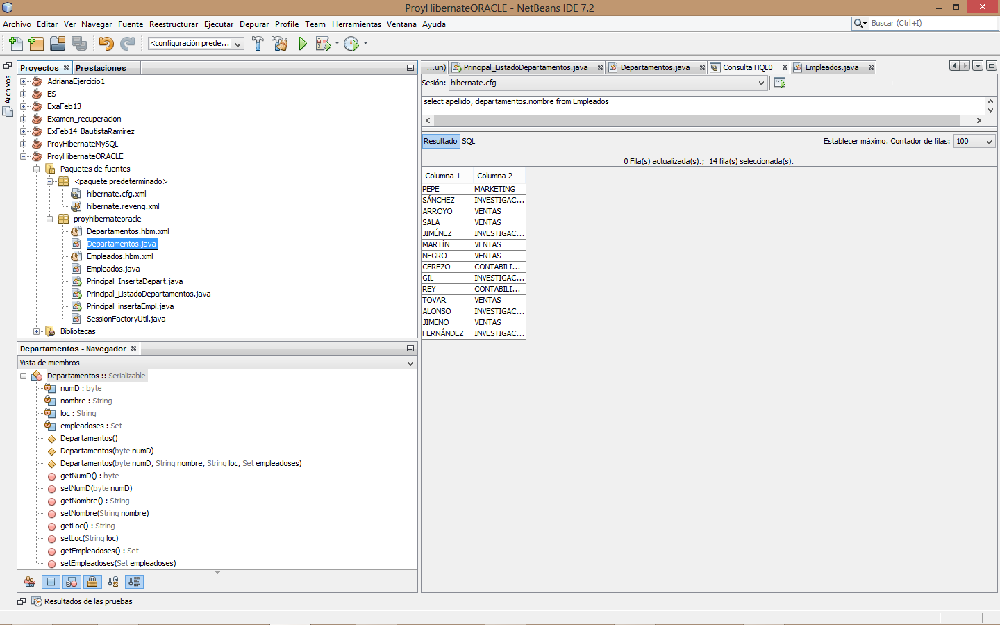 ProyHibernateORACLE - NetBeans IDE 7.2
Archivo Editar Ver Navegar Fuente Reestructurar Ejecutar Depurar Profile Team Herramientas Ventana Ayuda
Buscar (Ctrl+I)
<configuración prede...
Archivos
Proyectos
Prestaciones
AdrianaEjercicio1
ES
ExaFeb13
Examen_recuperacion
ExFeb14_BautistaRamirez
ProyHibernateMySQL
ProyHibernateORACLE
Paquetes de fuentes
<paquete predeterminado>
hibernate.cfg.xml
hibernate.reveng.xml
proyhibernateoracle
Departamentos.hbm.xml
Departamentos.java
Empleados.hbm.xml
Empleados.java
Principal_InsertaDepart.java
Principal_ListadoDepartamentos.java
Principal_insertaEmpl.java
SessionFactoryUtil.java
Bibliotecas
Departamentos - Navegador
Vista de miembros
Departamentos :: Serializable
numD : byte
nombre : String
loc : String
empleadoses : Set
Departamentos()
Departamentos(byte numD)
Departamentos(byte numD, String nombre, String loc, Set empleadoses)
getNumD() : byte
setNumD(byte numD)
getNombre() : String
setNombre(String nombre)
getLoc() : String
setLoc(String loc)
getEmpleadoses() : Set
setEmpleadoses(Set empleadoses)
Resultados de las pruebas
...un) Principal_ListadoDepartamentos.java Departamentos.java Consulta HQL0 Empleados.java
Sesión: hibernate.cfg
select apellido, departamentos.nombre from Empleados
Resultado SQL Establecer máximo. Contador de filas: 100
0 Fila(s) actualizada(s).; 14 fila(s) seleccionada(s).
Columna 1 Columna 2
PEPE MARKETING
SÁNCHEZ INVESTIGAC...
ARROYO VENTAS
SALA VENTAS
JIMÉNEZ INVESTIGAC...
MARTÍN VENTAS
NEGRO VENTAS
CEREZO CONTABILI...
GIL INVESTIGAC...
REY CONTABILI...
TOVAR VENTAS
ALONSO INVESTIGAC...
JIMENO VENTAS
FERNÁNDEZ INVESTIGAC...